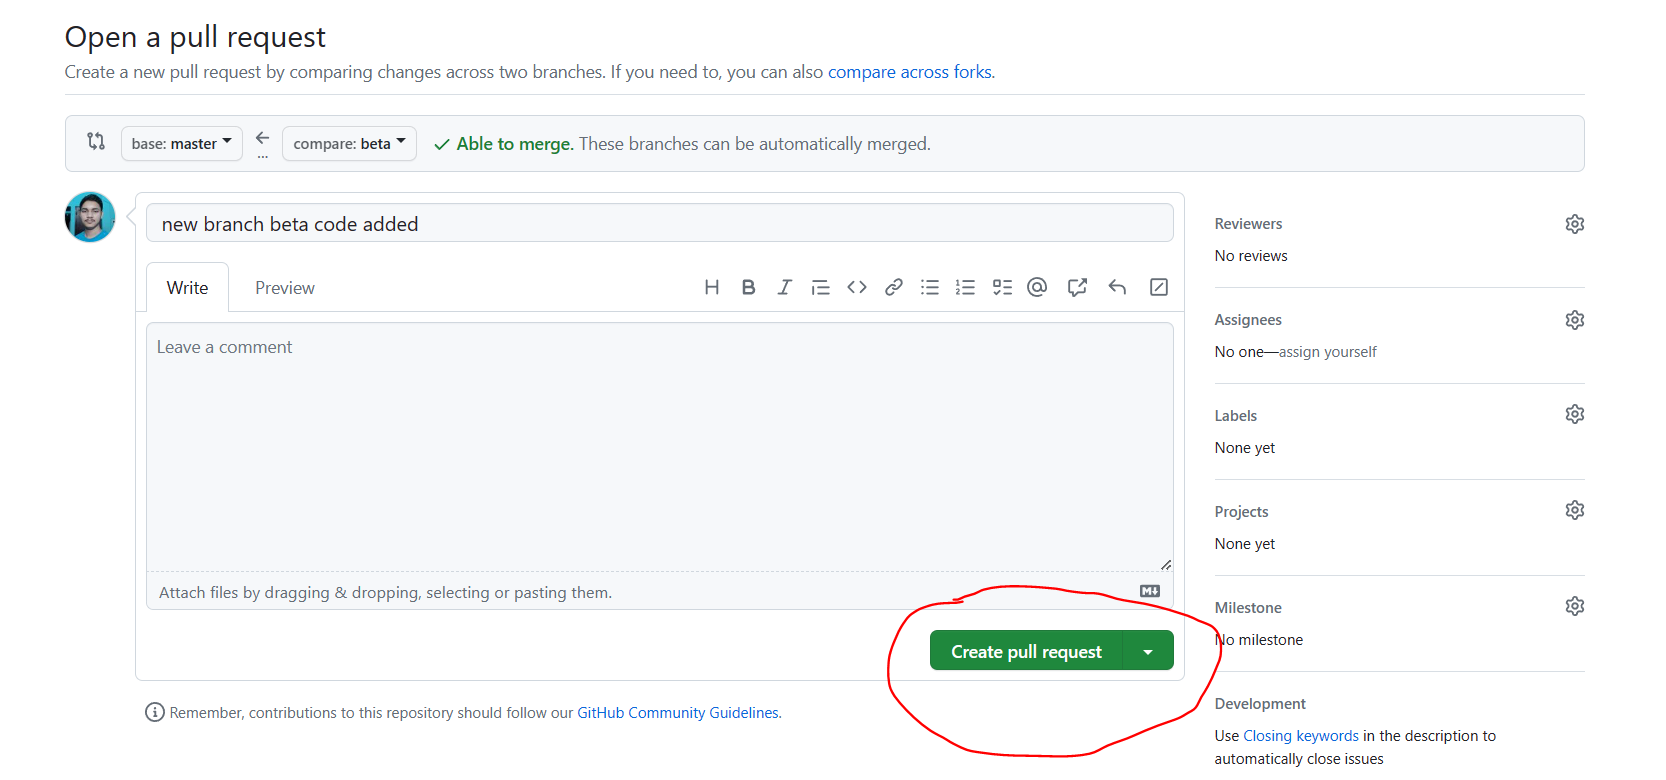 Open a pull request
Create a new pull request by comparing changes across two branches. If you need to, you can also compare across forks.
base: master
...
compare: beta
Able to merge. These branches can be automatically merged.
new branch beta code added
Write
Preview
Leave a comment
Attach files by dragging & dropping, selecting or pasting them.
Create pull request
Remember, contributions to this repository should follow our GitHub Community Guidelines.
Reviewers
No reviews
Assignees
No one—assign yourself
Labels
None yet
Projects
None yet
Milestone
No milestone
Development
Use Closing keywords in the description to
automatically close issues